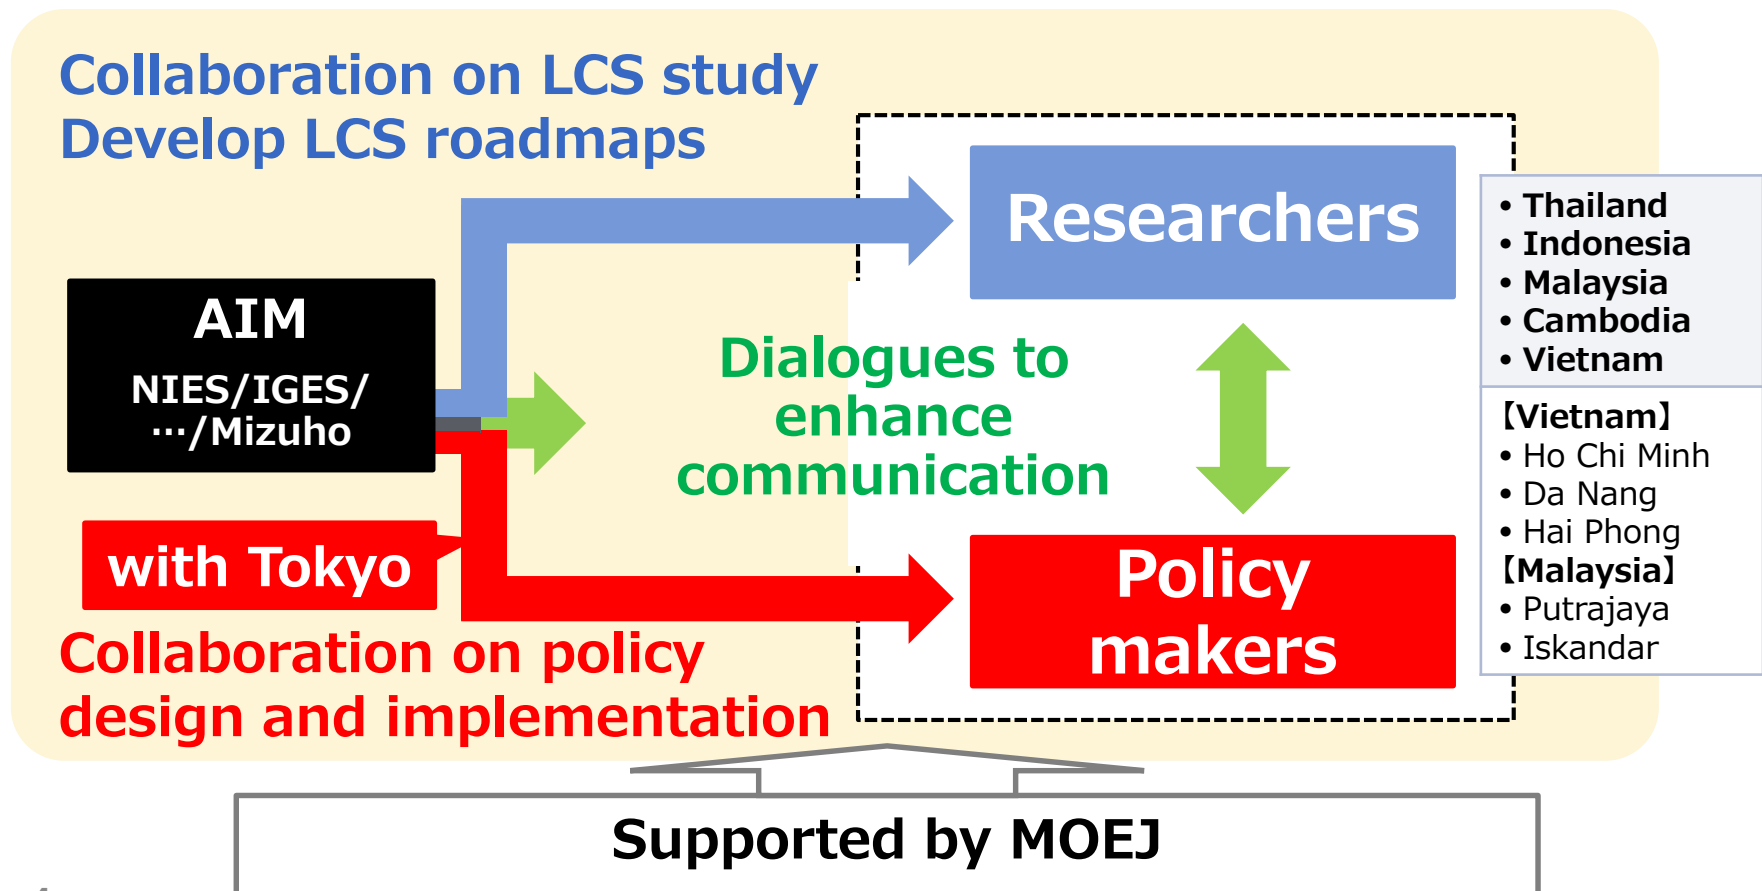 Collaboration on LCS study
Develop LCS roadmaps
Researchers
• Thailand
• Indonesia
• Malaysia
• Cambodia
• Vietnam
AIM
NIES/IGES/
…/Mizuho
Dialogues to
enhance
communication
【Vietnam】
• Ho Chi Minh
• Da Nang
• Hai Phong
【Malaysia】
• Putrajaya
• Iskandar
with Tokyo
Policy
makers
Collaboration on policy
design and implementation
Supported by MOEJ